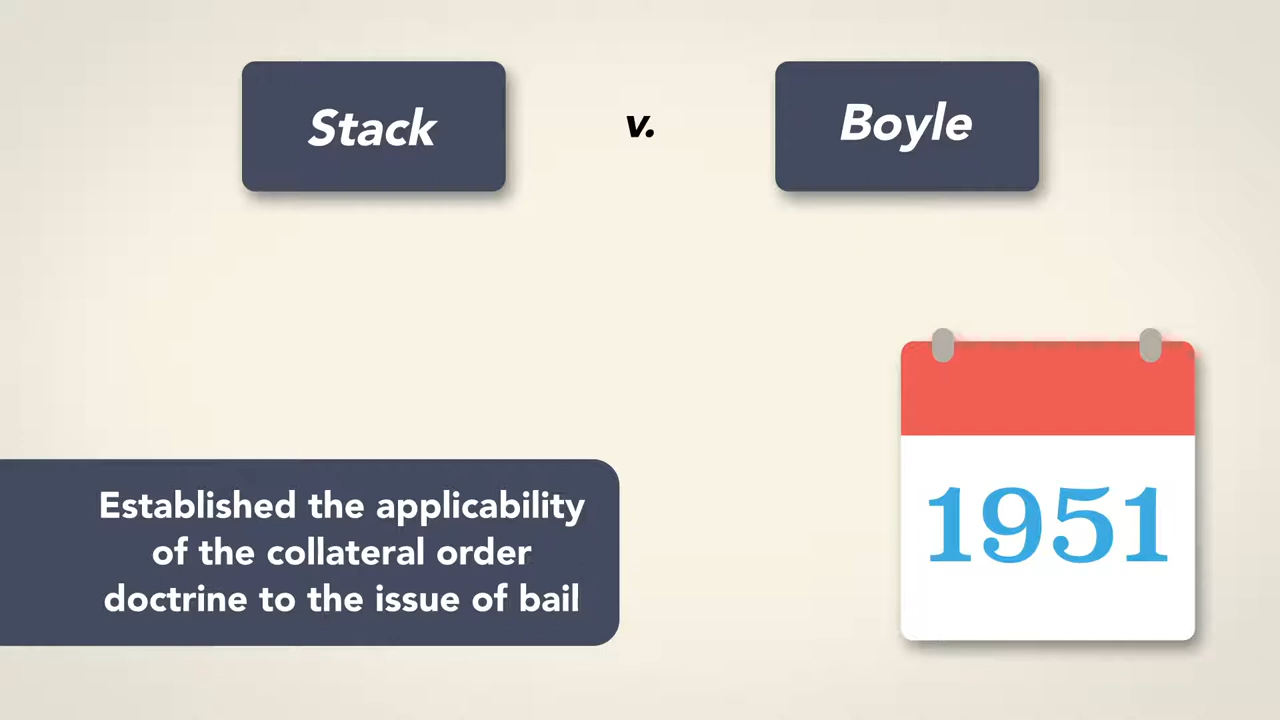 Stack v. Boyle
1951
Established the applicability
of the collateral order
doctrine to the issue of bail